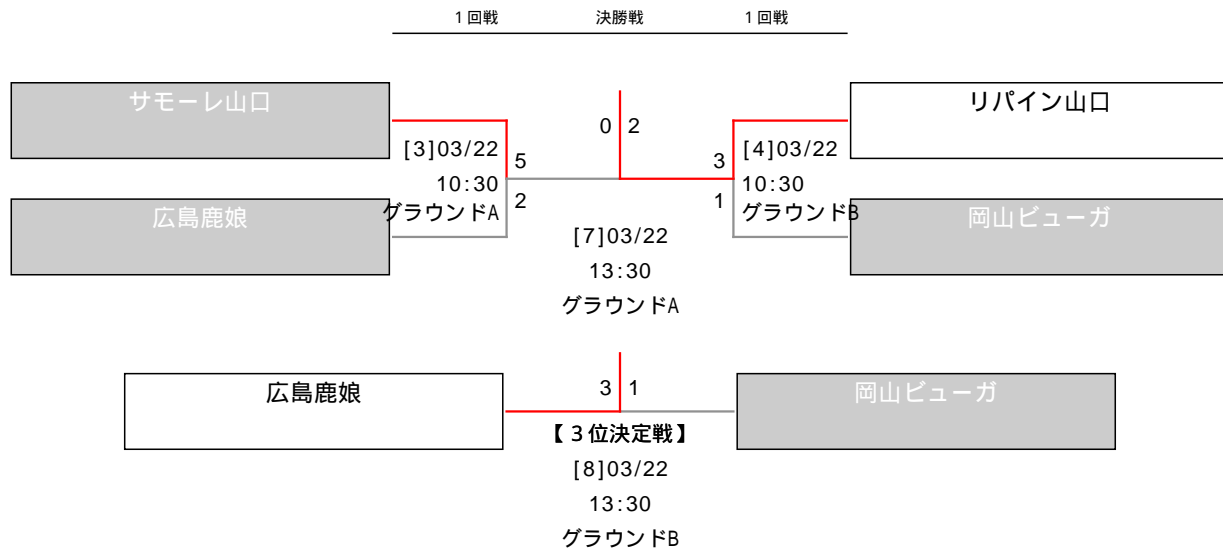 1回戦 決勝戦 1回戦
サモーレ山口
リパイン山口
0 2
[3]03/22 5
3 [4]03/22
10:30
10:30
グラウンドA 2
1 グラウンドB
広島鹿娘
岡山ビューガ
[7]03/22
13:30
グラウンドA
広島鹿娘
3 1
岡山ビューガ
【3位決定戦】
[8]03/22
13:30
グラウンドB